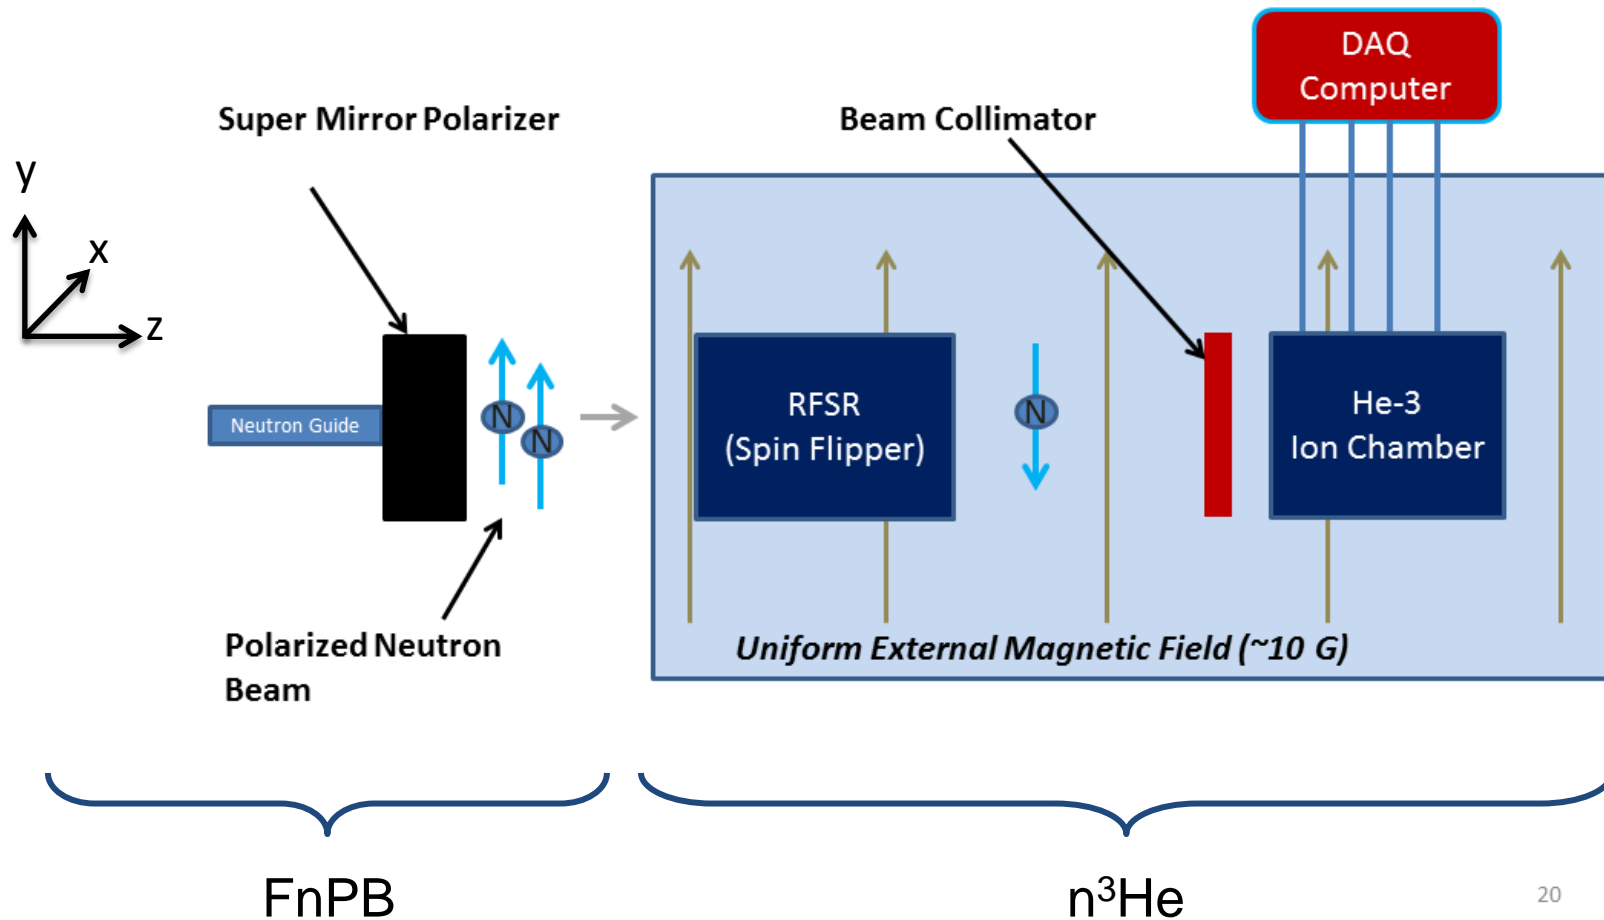 DAQ
Computer
Super Mirror Polarizer
Beam Collimator
y
x
z
Neutron Guide
N
N
RFSR
(Spin Flipper)
N
He-3
Ion Chamber
Polarized Neutron
Beam
Uniform External Magnetic Field (~10 G)
FnPB
n³He
20